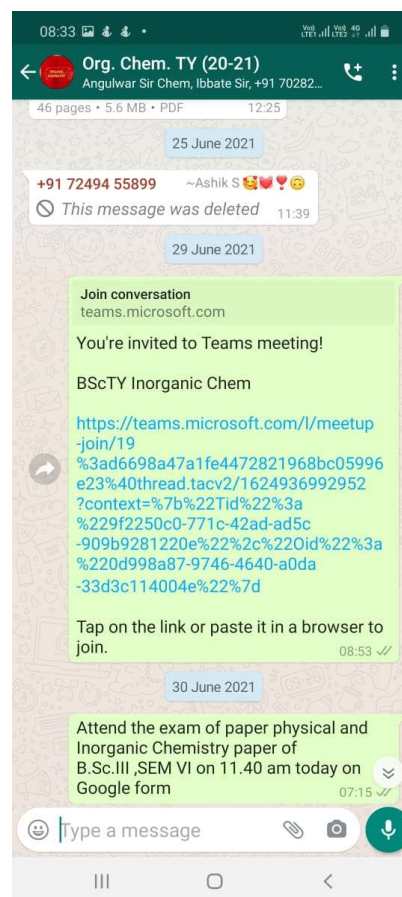 08:33
Vo)) 4G
LTE1 LTE2
Org. Chem. TY (20-21)
Angulwar Sir Chem, Ibbate Sir, +91 70282...
46 pages • 5.6 MB • PDF 12:25
25 June 2021
+91 72494 55899 ~Ashik S🥰💓❣️🙃
This message was deleted 11:39
29 June 2021
Join conversation
teams.microsoft.com
You're invited to Teams meeting!
BScTY Inorganic Chem
https://teams.microsoft.com/l/meetup
-join/19
%3ad6698a47a1fe4472821968bc05996
e23%40thread.tacv2/1624936992952
?context=%7b%22Tid%22%3a
%229f2250c0-771c-42ad-ad5c
-909b9281220e%22%2c%22Oid%22%3a
%220d998a87-9746-4640-a0da
-33d3c114004e%22%7d
Tap on the link or paste it in a browser to
join. 08:53
30 June 2021
Attend the exam of paper physical and
Inorganic Chemistry paper of
B.Sc.III ,SEM VI on 11.40 am today on
Google form 07:15
Type a message